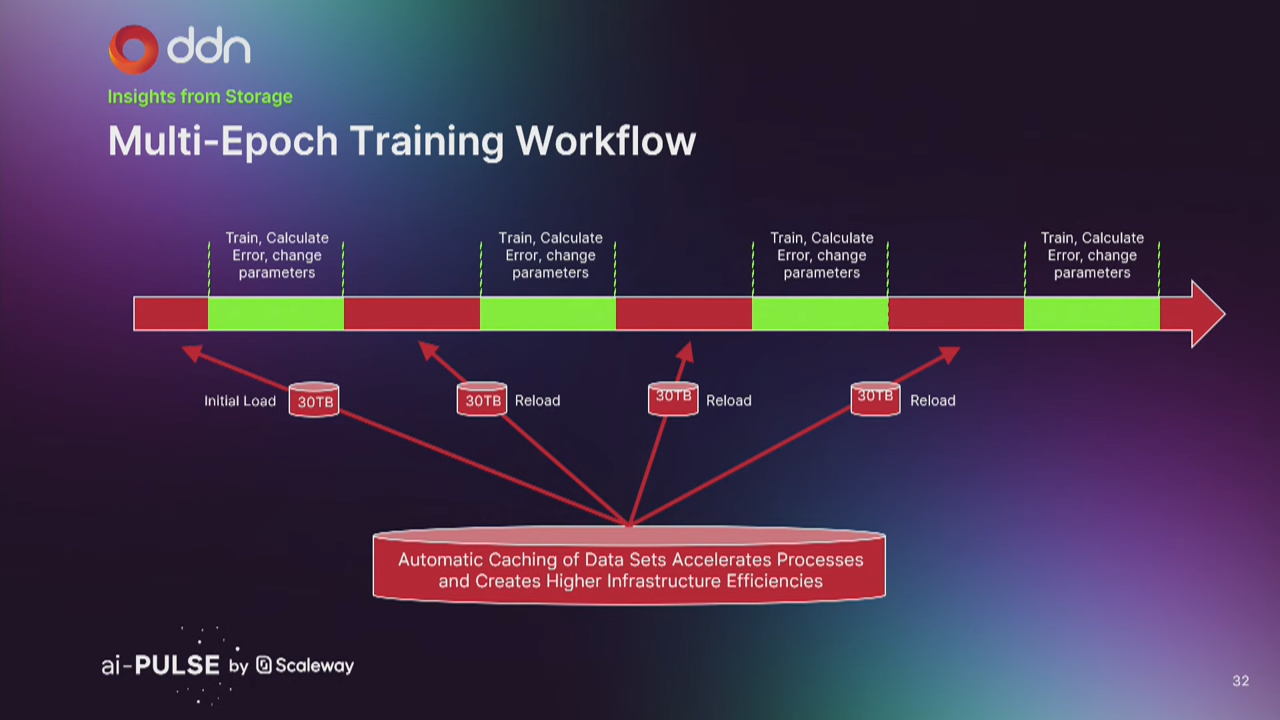 ddn
Insights from Storage
Multi-Epoch Training Workflow
Train, Calculate
Error, change
parameters
Train, Calculate
Error, change
parameters
Train, Calculate
Error, change
parameters
Train, Calculate
Error, change
parameters
Initial Load
30TB
30TB
Reload
30TB
Reload
30TB
Reload
Automatic Caching of Data Sets Accelerates Processes
and Creates Higher Infrastructure Efficiencies
ai-PULSE by Scaleway
32